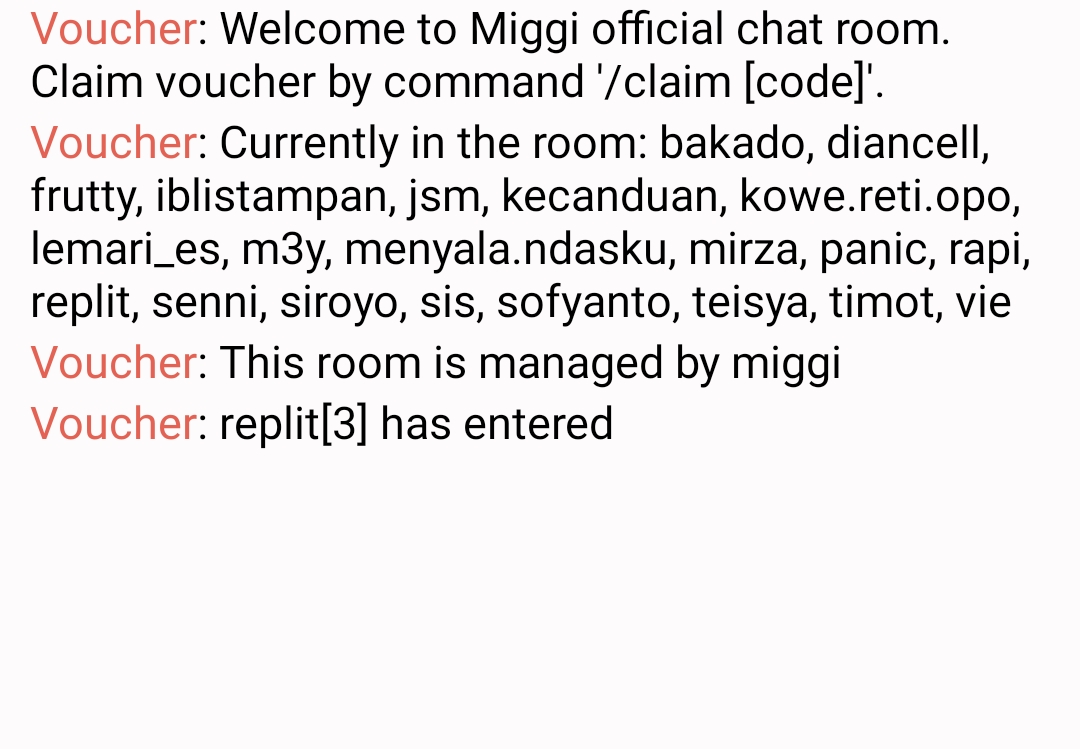 Voucher: Welcome to Miggi official chat room.
Claim voucher by command '/claim [code]'.
Voucher: Currently in the room: bakado, diancell,
frutty, iblistampan, jsm, kecanduan, kowe.reti.opo,
lemari_es, m3y, menyala.ndasku, mirza, panic, rapi,
replit, senni, siroyo, sis, sofyanto, teisya, timot, vie
Voucher: This room is managed by miggi
Voucher: replit[3] has entered